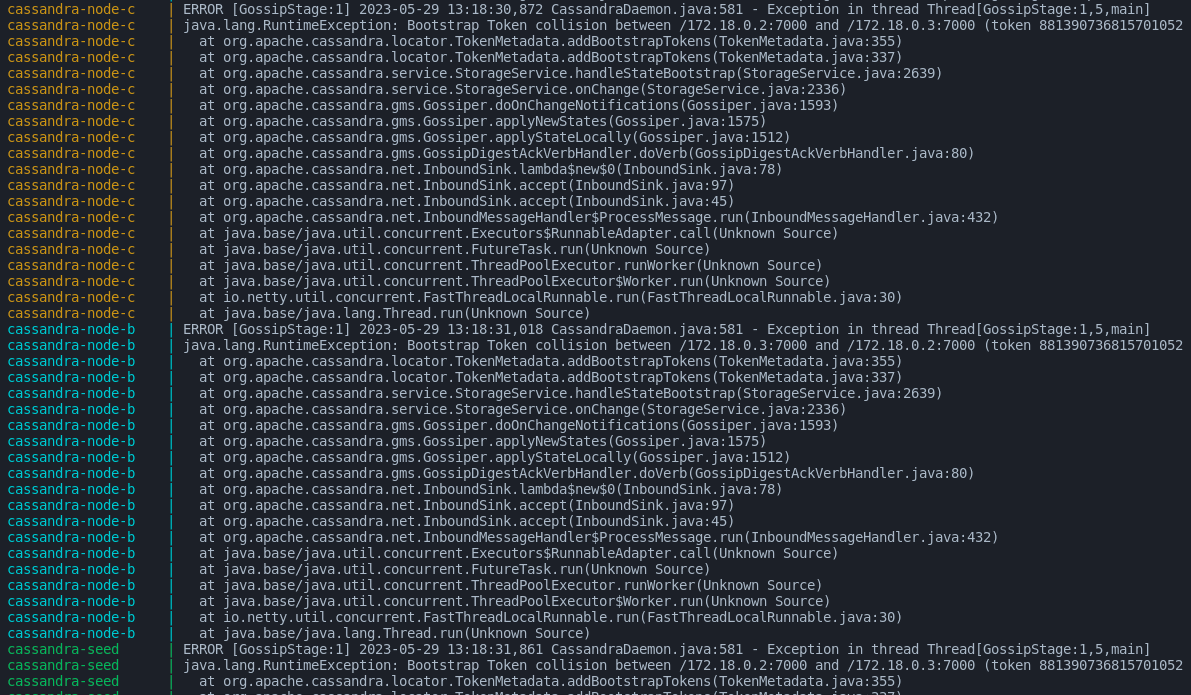 cassandra-node-c    | ERROR [GossipStage:1] 2023-05-29 13:18:30,872 CassandraDaemon.java:581 - Exception in thread Thread[GossipStage:1,5,main]
cassandra-node-c    | java.lang.RuntimeException: Bootstrap Token collision between /172.18.0.2:7000 and /172.18.0.3:7000 (token 881390736815701052
cassandra-node-c    |   at org.apache.cassandra.locator.TokenMetadata.addBootstrapTokens(TokenMetadata.java:355)
cassandra-node-c    |   at org.apache.cassandra.locator.TokenMetadata.addBootstrapTokens(TokenMetadata.java:337)
cassandra-node-c    |   at org.apache.cassandra.service.StorageService.handleStateBootstrap(StorageService.java:2639)
cassandra-node-c    |   at org.apache.cassandra.service.StorageService.onChange(StorageService.java:2336)
cassandra-node-c    |   at org.apache.cassandra.gms.Gossiper.doOnChangeNotifications(Gossiper.java:1593)
cassandra-node-c    |   at org.apache.cassandra.gms.Gossiper.applyNewStates(Gossiper.java:1575)
cassandra-node-c    |   at org.apache.cassandra.gms.Gossiper.applyStateLocally(Gossiper.java:1512)
cassandra-node-c    |   at org.apache.cassandra.gms.GossipDigestAckVerbHandler.doVerb(GossipDigestAckVerbHandler.java:80)
cassandra-node-c    |   at org.apache.cassandra.net.InboundSink.lambda$new$0(InboundSink.java:78)
cassandra-node-c    |   at org.apache.cassandra.net.InboundSink.accept(InboundSink.java:97)
cassandra-node-c    |   at org.apache.cassandra.net.InboundSink.accept(InboundSink.java:45)
cassandra-node-c    |   at org.apache.cassandra.net.InboundMessageHandler$ProcessMessage.run(InboundMessageHandler.java:432)
cassandra-node-c    |   at java.base/java.util.concurrent.Executors$RunnableAdapter.call(Unknown Source)
cassandra-node-c    |   at java.base/java.util.concurrent.FutureTask.run(Unknown Source)
cassandra-node-c    |   at java.base/java.util.concurrent.ThreadPoolExecutor.runWorker(Unknown Source)
cassandra-node-c    |   at java.base/java.util.concurrent.ThreadPoolExecutor$Worker.run(Unknown Source)
cassandra-node-c    |   at io.netty.util.concurrent.FastThreadLocalRunnable.run(FastThreadLocalRunnable.java:30)
cassandra-node-c    |   at java.base/java.lang.Thread.run(Unknown Source)
cassandra-node-b    | ERROR [GossipStage:1] 2023-05-29 13:18:31,018 CassandraDaemon.java:581 - Exception in thread Thread[GossipStage:1,5,main]
cassandra-node-b    | java.lang.RuntimeException: Bootstrap Token collision between /172.18.0.3:7000 and /172.18.0.2:7000 (token 881390736815701052
cassandra-node-b    |   at org.apache.cassandra.locator.TokenMetadata.addBootstrapTokens(TokenMetadata.java:355)
cassandra-node-b    |   at org.apache.cassandra.locator.TokenMetadata.addBootstrapTokens(TokenMetadata.java:337)
cassandra-node-b    |   at org.apache.cassandra.service.StorageService.handleStateBootstrap(StorageService.java:2639)
cassandra-node-b    |   at org.apache.cassandra.service.StorageService.onChange(StorageService.java:2336)
cassandra-node-b    |   at org.apache.cassandra.gms.Gossiper.doOnChangeNotifications(Gossiper.java:1593)
cassandra-node-b    |   at org.apache.cassandra.gms.Gossiper.applyNewStates(Gossiper.java:1575)
cassandra-node-b    |   at org.apache.cassandra.gms.Gossiper.applyStateLocally(Gossiper.java:1512)
cassandra-node-b    |   at org.apache.cassandra.gms.GossipDigestAckVerbHandler.doVerb(GossipDigestAckVerbHandler.java:80)
cassandra-node-b    |   at org.apache.cassandra.net.InboundSink.lambda$new$0(InboundSink.java:78)
cassandra-node-b    |   at org.apache.cassandra.net.InboundSink.accept(InboundSink.java:97)
cassandra-node-b    |   at org.apache.cassandra.net.InboundSink.accept(InboundSink.java:45)
cassandra-node-b    |   at org.apache.cassandra.net.InboundMessageHandler$ProcessMessage.run(InboundMessageHandler.java:432)
cassandra-node-b    |   at java.base/java.util.concurrent.Executors$RunnableAdapter.call(Unknown Source)
cassandra-node-b    |   at java.base/java.util.concurrent.FutureTask.run(Unknown Source)
cassandra-node-b    |   at java.base/java.util.concurrent.ThreadPoolExecutor.runWorker(Unknown Source)
cassandra-node-b    |   at java.base/java.util.concurrent.ThreadPoolExecutor$Worker.run(Unknown Source)
cassandra-node-b    |   at io.netty.util.concurrent.FastThreadLocalRunnable.run(FastThreadLocalRunnable.java:30)
cassandra-node-b    |   at java.base/java.lang.Thread.run(Unknown Source)
cassandra-seed      | ERROR [GossipStage:1] 2023-05-29 13:18:31,861 CassandraDaemon.java:581 - Exception in thread Thread[GossipStage:1,5,main]
cassandra-seed      | java.lang.RuntimeException: Bootstrap Token collision between /172.18.0.2:7000 and /172.18.0.3:7000 (token 881390736815701052
cassandra-seed      |   at org.apache.cassandra.locator.TokenMetadata.addBootstrapTokens(TokenMetadata.java:355)